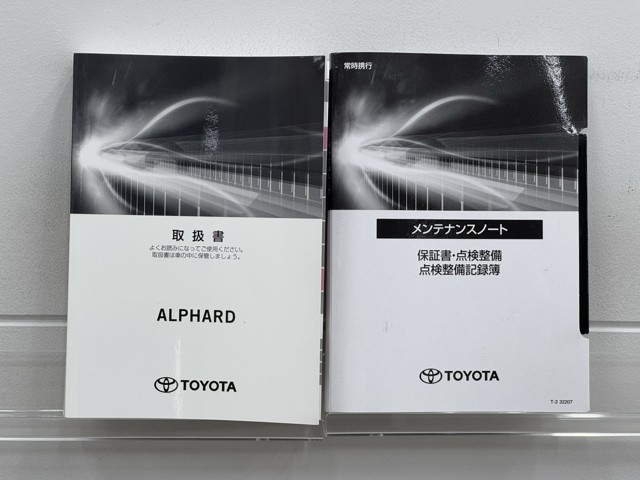 取扱書
よくお読みになってご使用ください。
取扱書は車の中に保管しましょう。
ALPHARD
TOYOTA
常時携行
メンテナンスノート
保証書・点検整備
点検整備記録簿
TOYOTA
T-2 32207